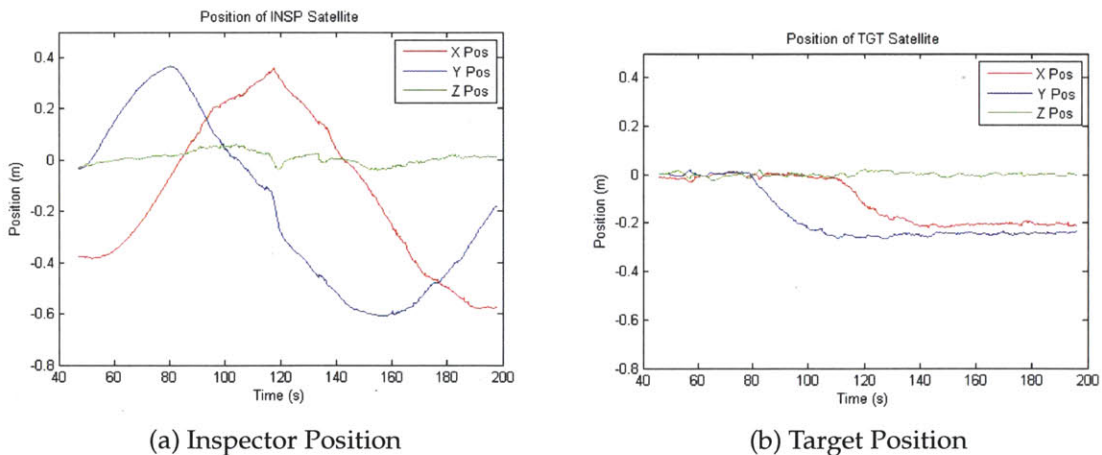 Position of INSP Satellite
X Pos
Y Pos
Z Pos
0.4
0.2
0
-0.2
-0.4
-0.6
-0.8
Position (m)
40 60 80 100 120 140 160 180 200
Time (s)
(a) Inspector Position
Position of TGT Satellite
X Pos
Y Pos
Z Pos
0.4
0.2
0
-0.2
-0.4
-0.6
-0.8
Position (m)
40 60 80 100 120 140 160 180 200
Time (s)
(b) Target Position